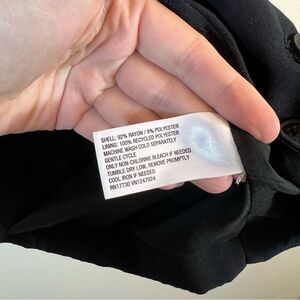 SHELL: 92% RAYON / 8% POLYESTER
LINING: 100% RECYCLED POLYESTER
MACHINE WASH COLD SEPARATELY
GENTLE CYCLE
ONLY NON-CHLORINE BLEACH IF NEEDED
TUMBLE DRY LOW, REMOVE PROMPTLY
COOL IRON IF NEEDED
RN17730 VN1247024